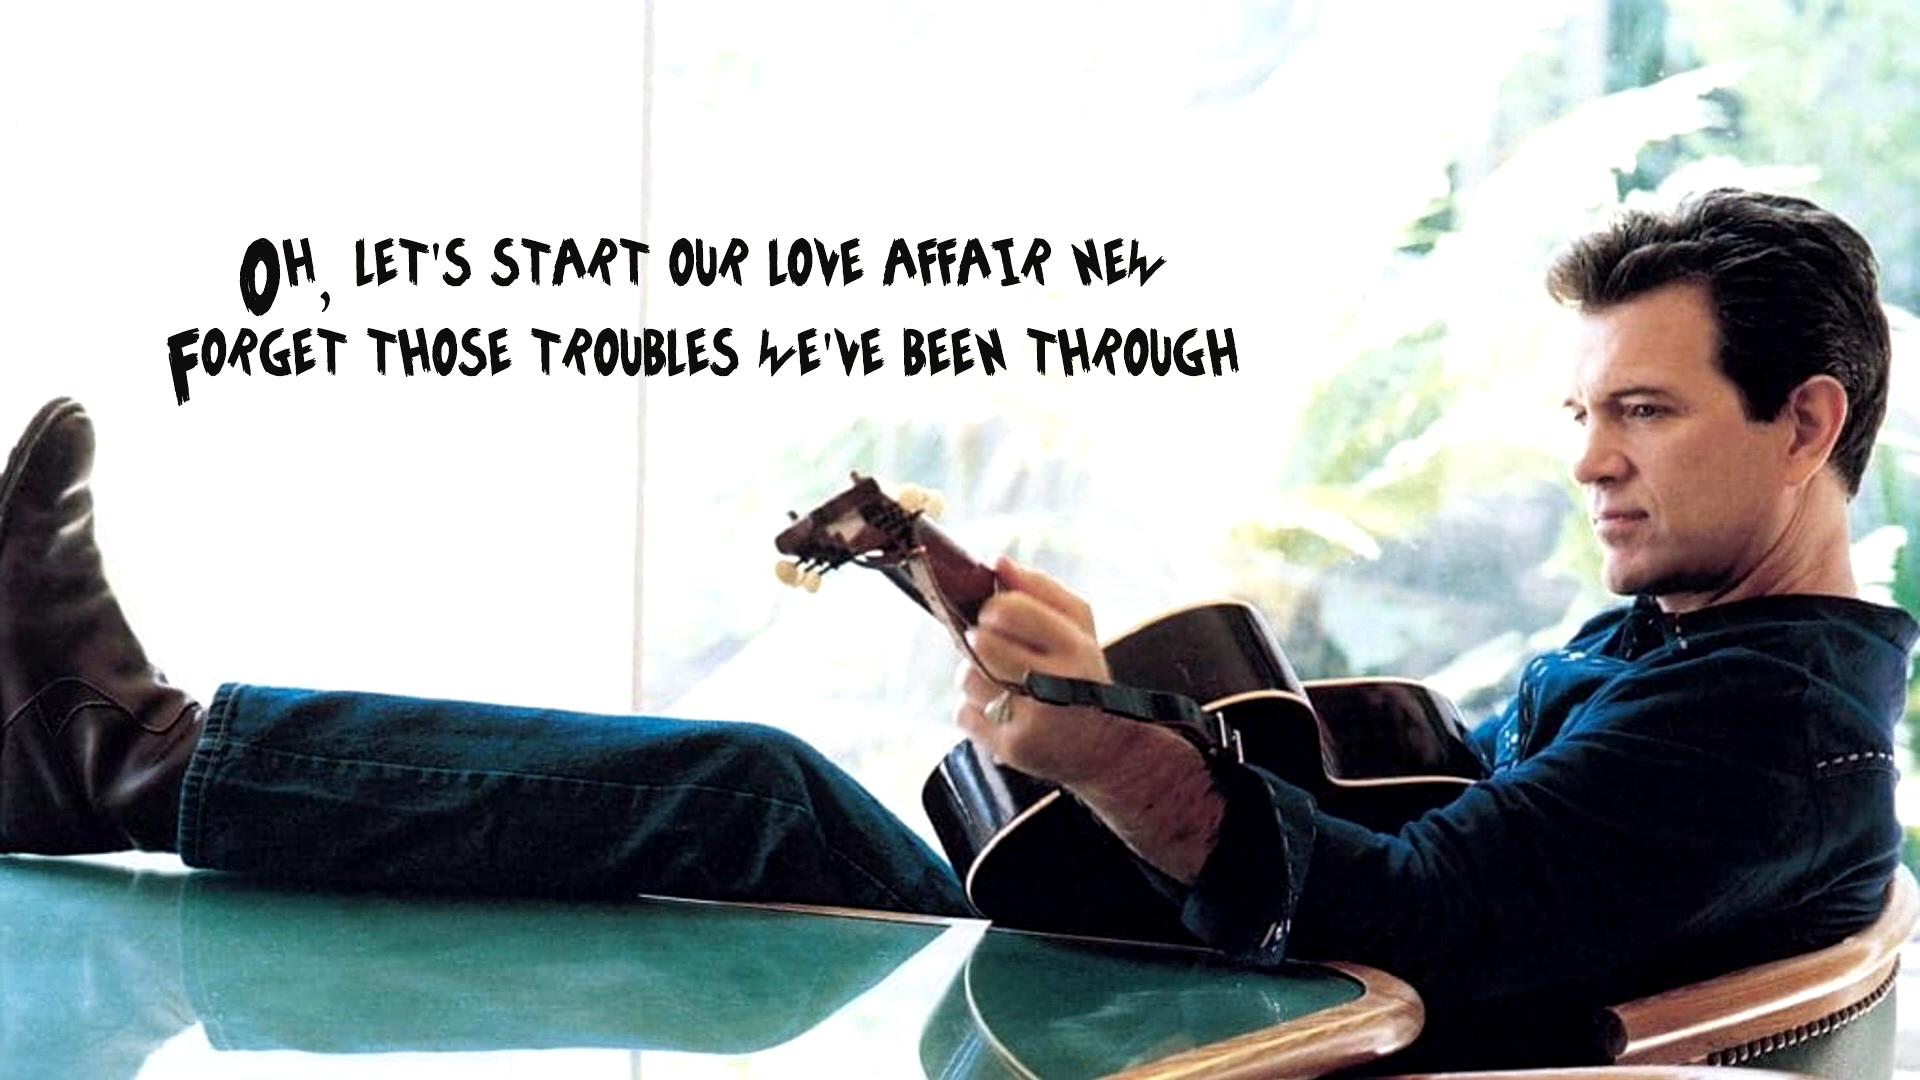 Oh, let's start our love affair new
Forget those troubles we've been through